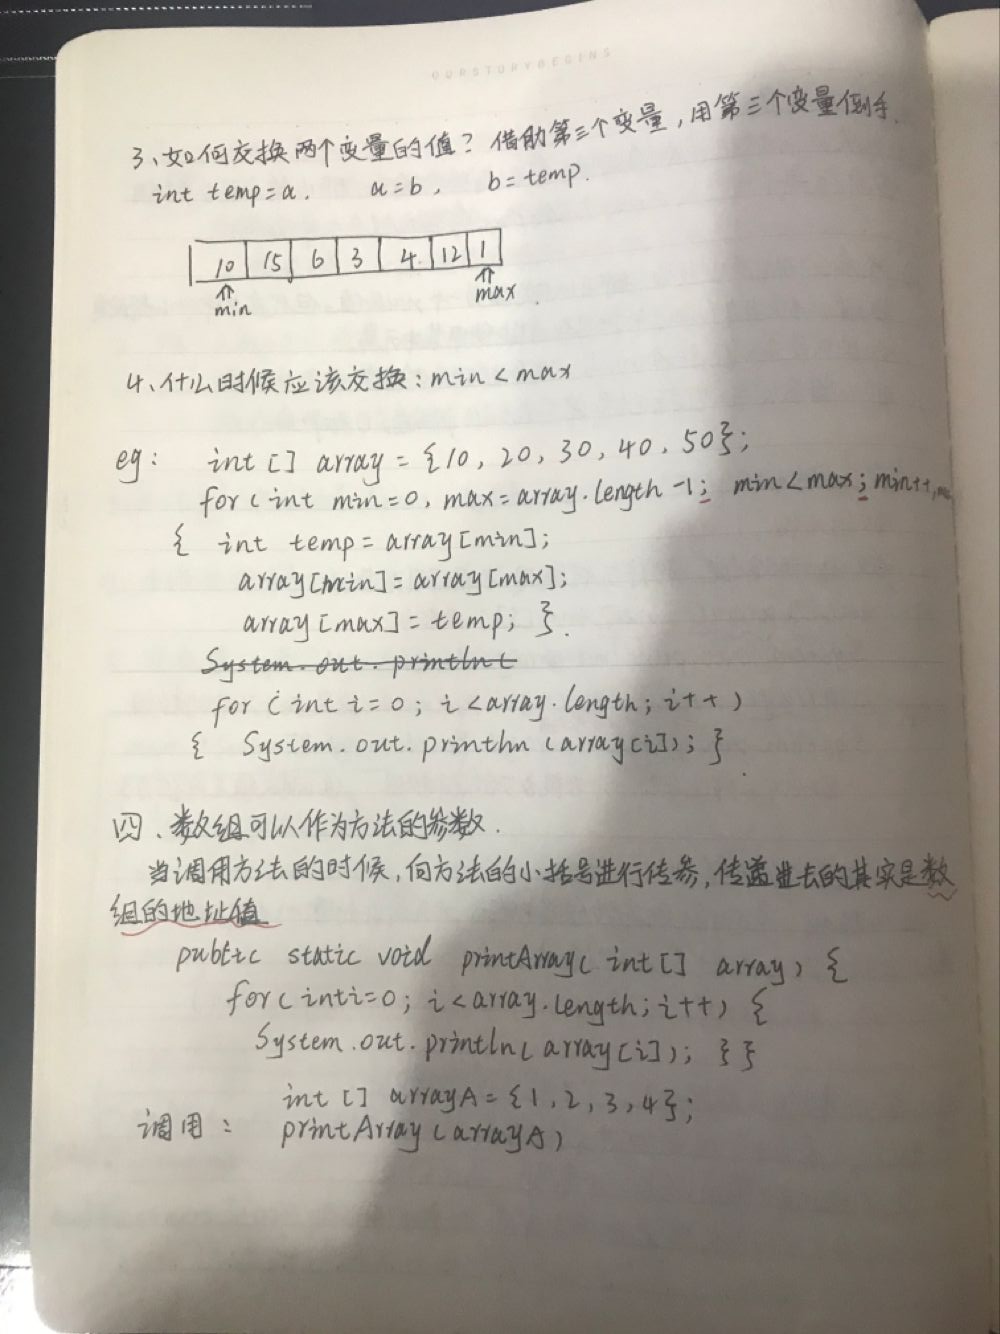 OURSTORYBEGINS
3、如何交换两个变量的值？借助第三个变量，用第三个变量倒手.
int temp=a.  a=b,  b=temp.
10 15 6 3 4. 12 1
min max
4、什么时候应该交换：min < max
eg： int [] array = {10, 20, 30, 40, 50};
for ( int min=0, max=array.length -1; min<max; min++,
{ int temp = array[min];
array[min] = array[max];
array[max] = temp; }.
System.out.println(
for ( int i=0; i<array.length; i++ )
{ System.out.println (array[i]); }
四、数组可以作为方法的参数.
当调用方法的时候，向方法的小括号进行传参，传递进去的其实是数
组的地址值
public static void printArray( int [] array) {
for( int i=0; i<array.length; i++) {
System.out.println( array[i]); } }
int [] arrayA = {1, 2, 3, 4};
调用： printArray (arrayA)